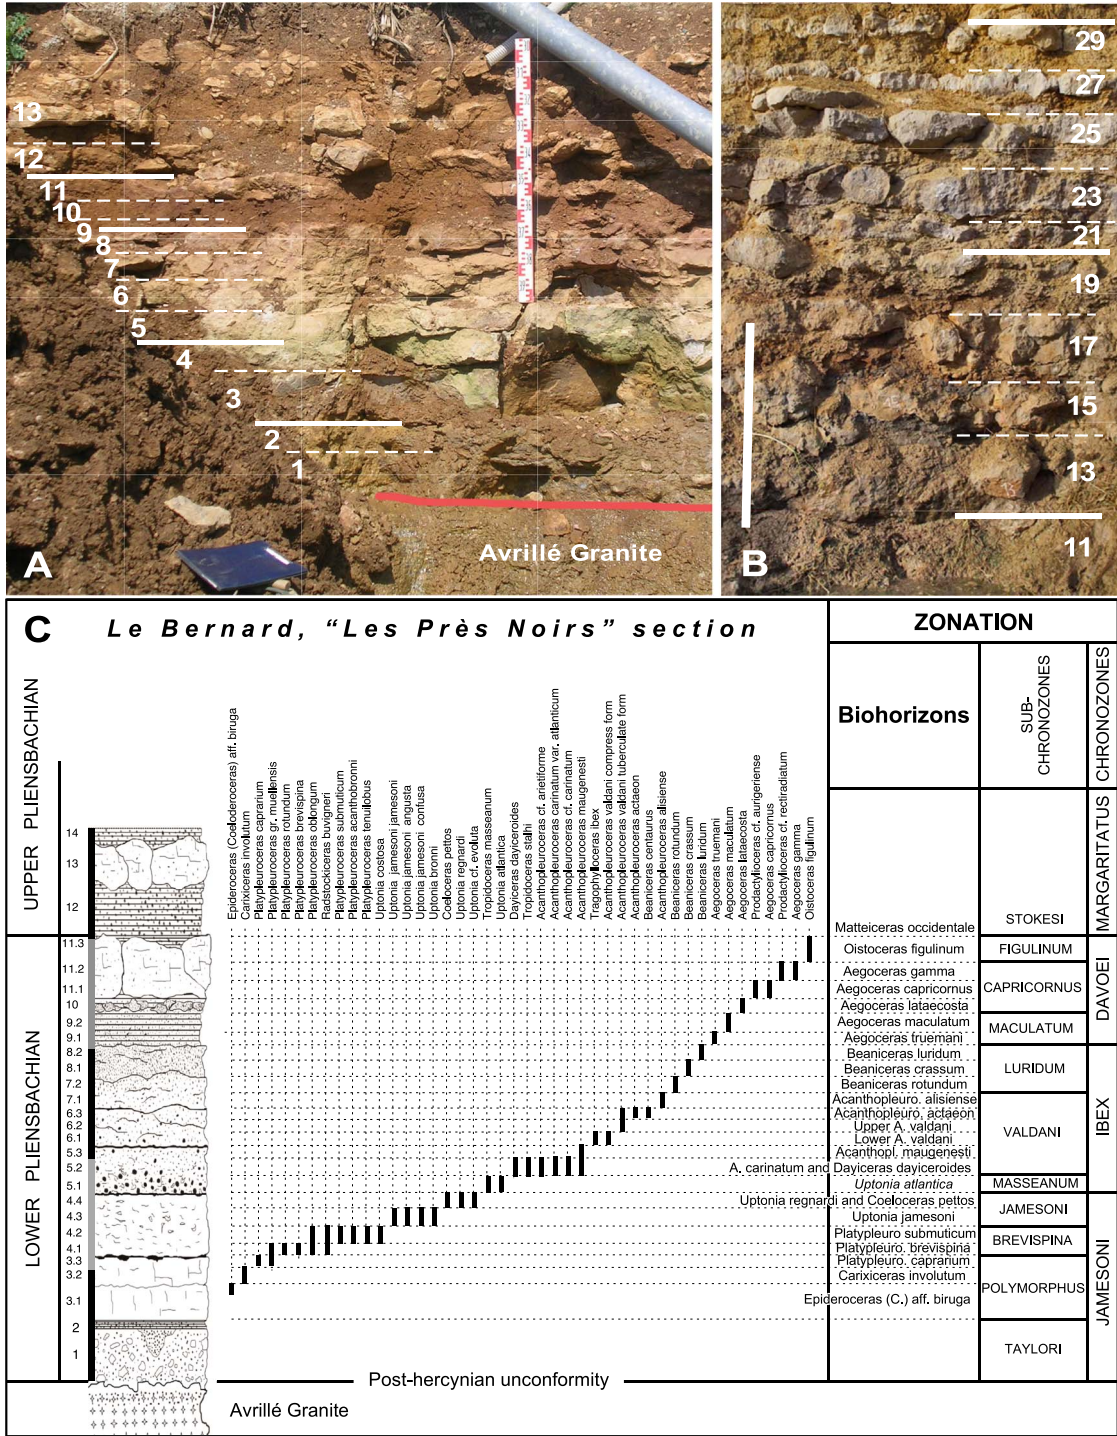 13
12
11
10
9
8
7
6
5
4
3
2
1
A
Avrillé Granite
29
27
25
23
21
19
17
15
13
11
B
C
Le Bernard, “Les Près Noirs” section
ZONATION
Biohorizons
SUB-
CHRONOZONES
CHRONOZONES
UPPER PLIENSBACHIAN
LOWER PLIENSBACHIAN
14
13
12
11.3
11.2
11.1
10
9.2
9.1
8.2
8.1
7.2
7.1
6.3
6.2
6.1
5.3
5.2
5.1
4.4
4.3
4.2
4.1
3.3
3.2
3.1
2
1
Epideroceras (Coeloderoceras) aff. biruga
Carixiceras involutum
Platypleuroceras caprarium
Platypleuroceras gr. muellensis
Platypleuroceras rotundum
Platypleuroceras brevispina
Platypleuroceras oblongum
Radstockiceras buvigneri
Platypleuroceras submuticum
Platypleuroceras acanthobronni
Platypleuroceras tenuilobus
Uptonia costosa
Uptonia jamesoni jamesoni
Uptonia jamesoni angusta
Uptonia jamesoni confusa
Uptonia bronni
Coeloceras pettos
Uptonia regnardi
Uptonia cf. evoluta
Tropidoceras masseanum
Uptonia atlantica
Dayiceras dayiceroides
Tropidoceras stalhi
Acanthopleuroceras cf. arietiforme
Acanthopleuroceras carinatum var. atlanticum
Acanthopleuroceras cf. carinatum
Acanthopleuroceras maugenesti
Tragophylloceras ibex
Acanthopleuroceras valdani compress form
Acanthopleuroceras valdani tuberculate form
Acanthopleuroceras actaeon
Beaniceras centaurus
Acanthopleuroceras alisiense
Beaniceras rotundum
Beaniceras crassum
Beaniceras luridum
Aegoceras truemani
Aegoceras maculatum
Aegoceras lataecosta
Prodactylioceras cf. aurigeriense
Aegoceras capricornus
Prodactylioceras cf. rectiradiatum
Aegoceras gamma
Oistoceras figulinum
Matteiceras occidentale
Oistoceras figulinum
Aegoceras gamma
Aegoceras capricornus
Aegoceras lataecosta
Aegoceras maculatum
Aegoceras truemani
Beaniceras luridum
Beaniceras crassum
Beaniceras rotundum
Acanthopleuro. alisiense
Acanthopleuro. actaeon
Upper A. valdani
Lower A. valdani
Acanthopl. maugenesti
A. carinatum and Dayiceras dayiceroides
Uptonia atlantica
Uptonia regnardi and Coeloceras pettos
Uptonia jamesoni
Platypleuro submuticum
Platypleuro. brevispina
Platypleuro. caprarium
Carixiceras involutum
Epideroceras (C.) aff. biruga
STOKESI
FIGULINUM
CAPRICORNUS
MACULATUM
LURIDUM
VALDANI
MASSEANUM
JAMESONI
BREVISPINA
POLYMORPHUS
TAYLORI
MARGARITATUS
DAVOEI
IBEX
JAMESONI
Post-hercynian unconformity
Avrillé Granite